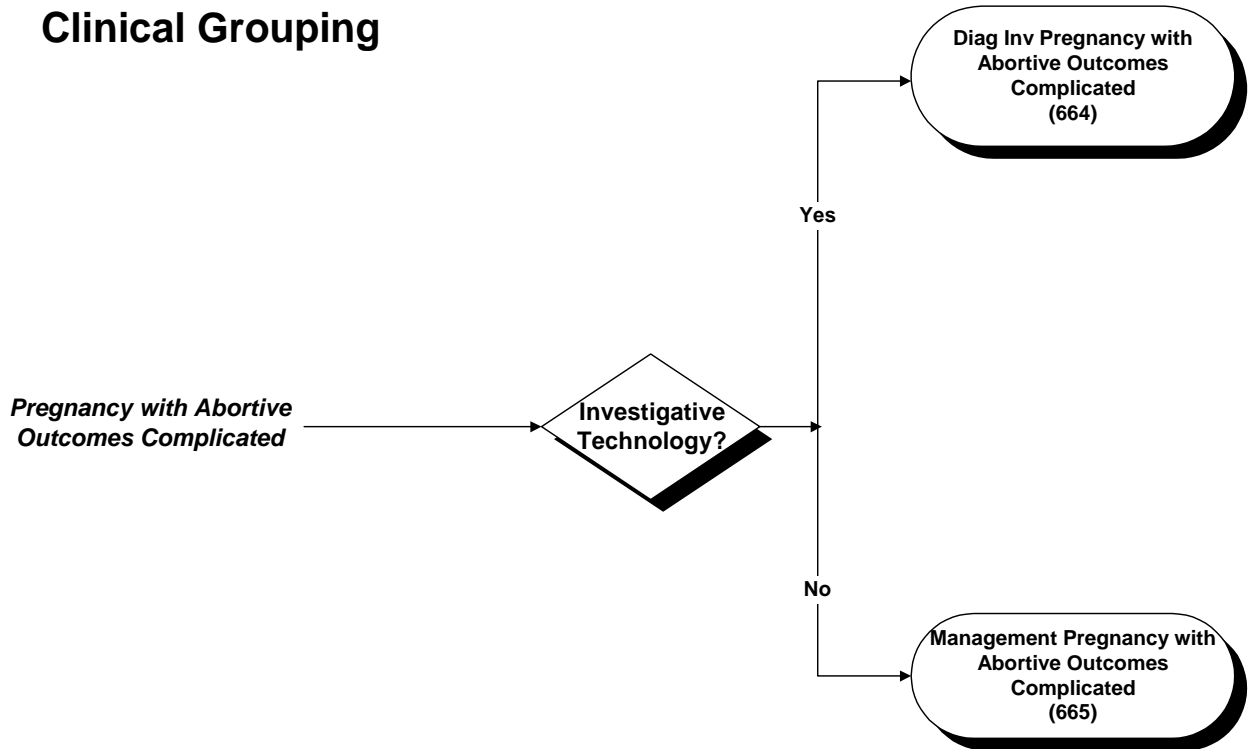 Clinical Grouping
Diag Inv Pregnancy with
Abortive Outcomes
Complicated
(664)
Yes
Pregnancy with Abortive
Outcomes Complicated
Investigative
Technology?
No
Management Pregnancy with
Abortive Outcomes
Complicated
(665)